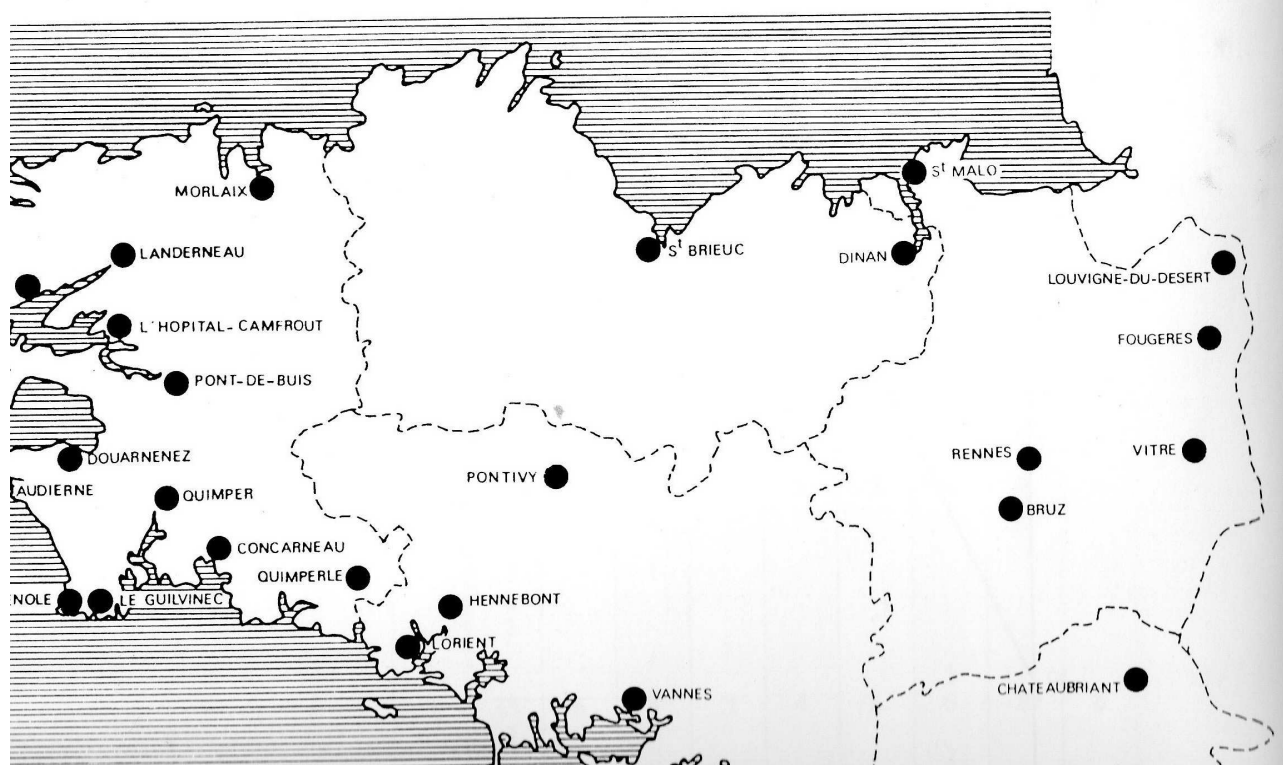 St MALO
MORLAIX
St BRIEUC
LANDERNEAU
DINAN
LOUVIGNE-DU-DESERT
L'HOPITAL-CAMFROUT
FOUGERES
PONT-DE-BUIS
DOUARNENEZ
RENNES
VITRE
PONTIVY
AUDIERNE
QUIMPER
BRUZ
CONCARNEAU
QUIMPERLE
ENOLE
LE GUILVINEC
HENNEBONT
LORIENT
CHATEAUBRIANT
VANNES